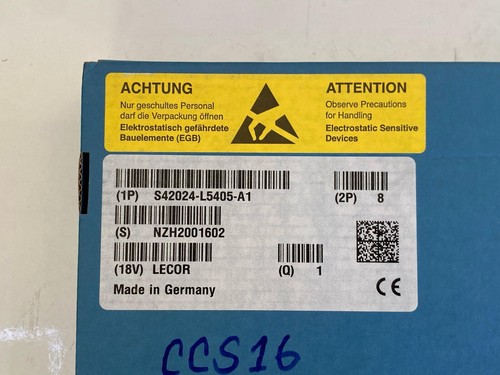 ACHTUNG
Nur geschultes Personal
darf die Verpackung öffnen
Elektrostatisch gefährdete
Bauelemente (EGB)
ATTENTION
Observe Precautions
for Handling
Electrostatic Sensitive
Devices
(1P) S42024-L5405-A1
(2P) 8
(S) NZH2001602
(18V) LECOR
(Q) 1
Made in Germany
CE
CCS16